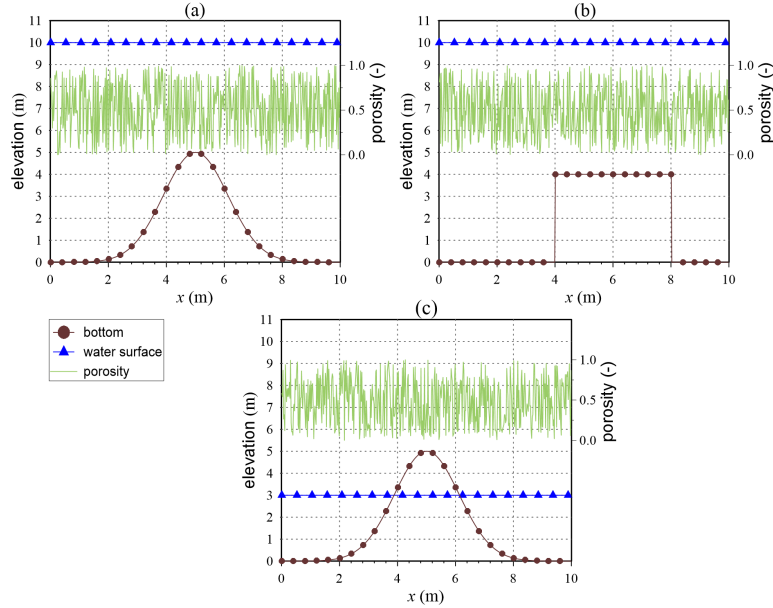 (a)
11
10
9
8
7
6
5
4
3
2
1
0
elevation (m)
1.0
0.5
0.0
porosity (-)
0 2 4 6 8 10
x (m)
(b)
11
10
9
8
7
6
5
4
3
2
1
0
elevation (m)
1.0
0.5
0.0
porosity (-)
0 2 4 6 8 10
x (m)
bottom
water surface
porosity
(c)
11
10
9
8
7
6
5
4
3
2
1
0
elevation (m)
1.0
0.5
0.0
porosity (-)
0 2 4 6 8 10
x (m)